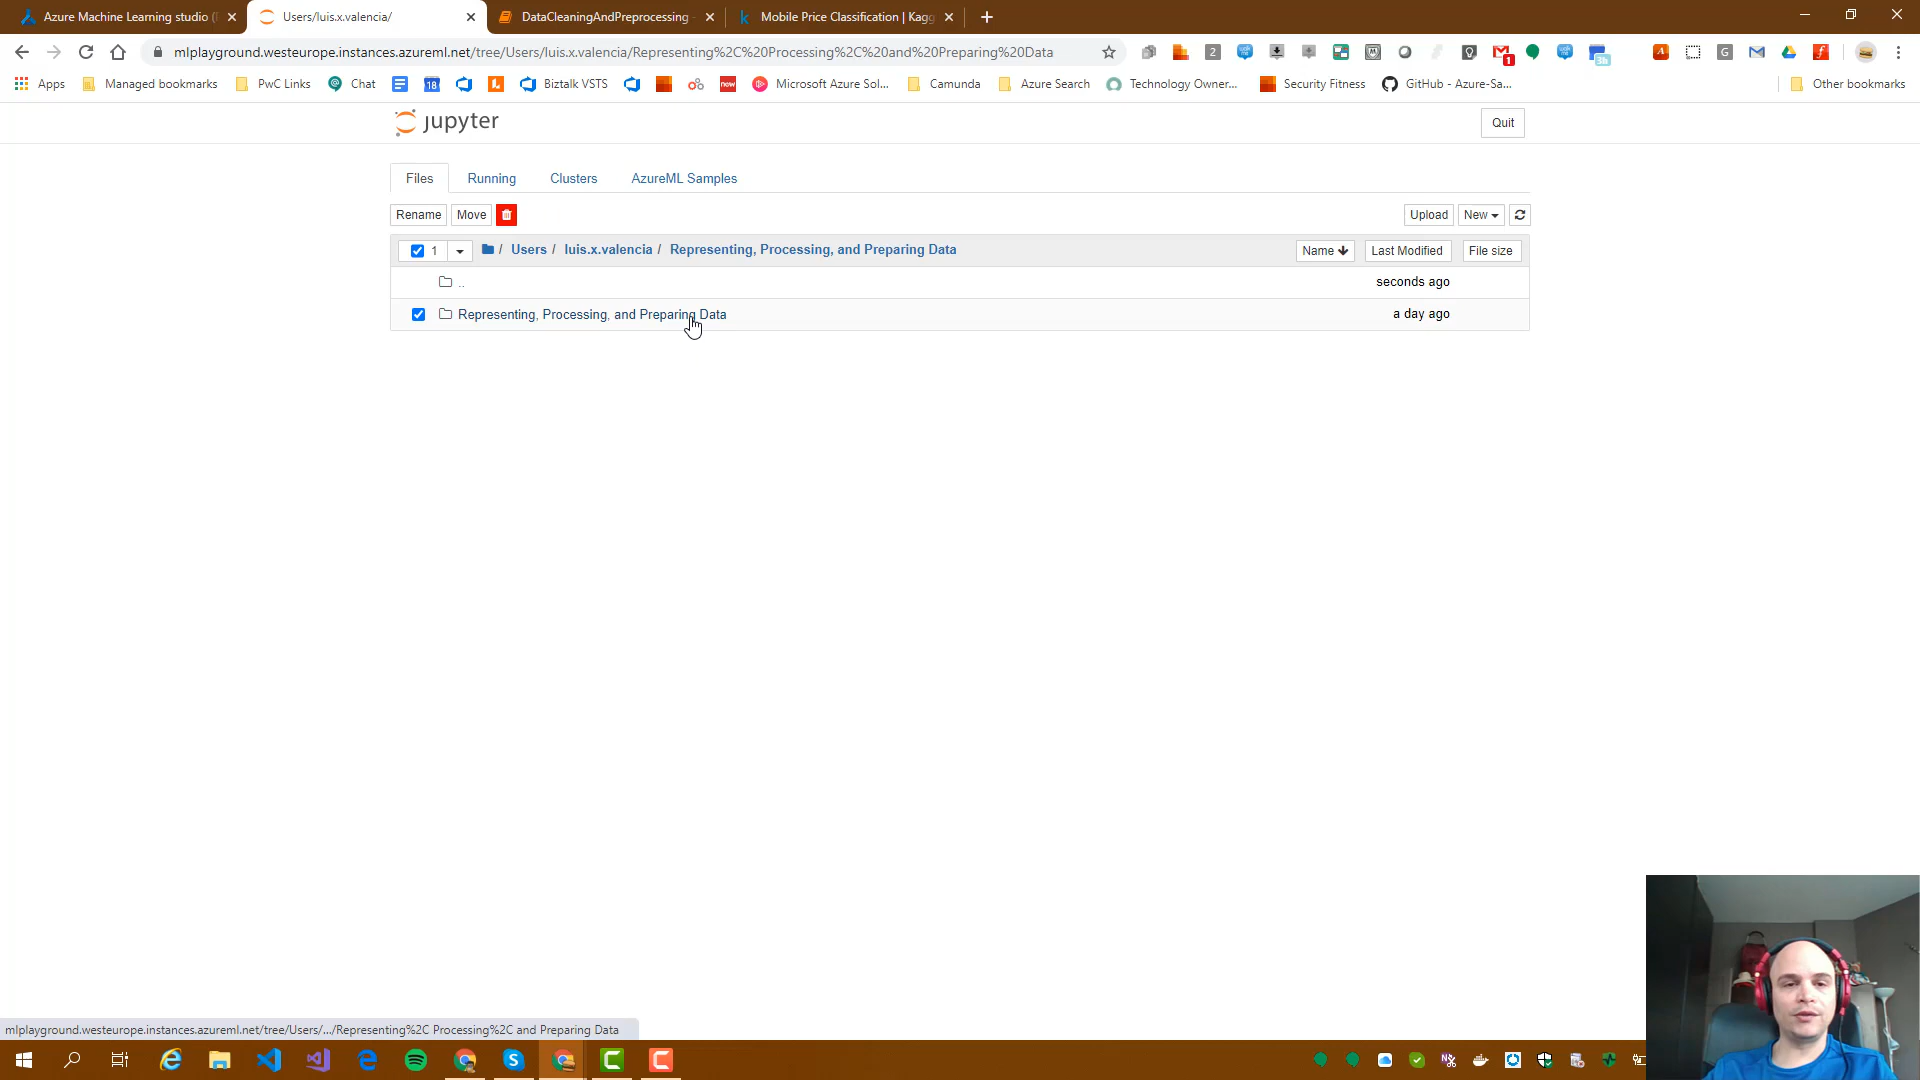 Azure Machine Learning studio (
Users/luis.x.valencia/
DataCleaningAndPreprocessing
Mobile Price Classification | Kagg
mlplayground.westeurope.instances.azureml.net/tree/Users/luis.x.valencia/Representing%2C%20Processing%2C%20and%20Preparing%20Data
Apps
Managed bookmarks
PwC Links
Chat
18
Biztalk VSTS
new
Microsoft Azure Sol...
Camunda
Azure Search
Technology Owner...
Security Fitness
GitHub - Azure-Sa...
Other bookmarks
jupyter
Quit
Files
Running
Clusters
AzureML Samples
Rename
Move
Upload
New
1
/ Users / luis.x.valencia / Representing, Processing, and Preparing Data
Name
Last Modified
File size
..
seconds ago
Representing, Processing, and Preparing Data
a day ago
mlplayground.westeurope.instances.azureml.net/tree/Users/.../Representing%2C Processing%2C and Preparing Data